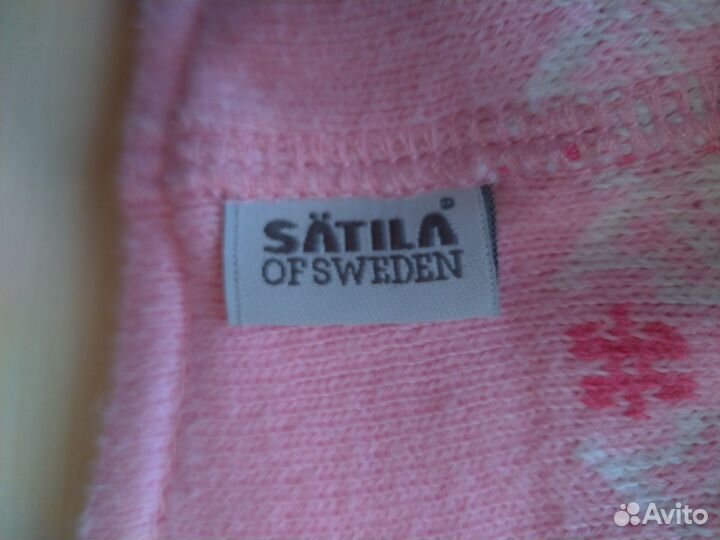 SÄTILA®
OF SWEDEN
Avito